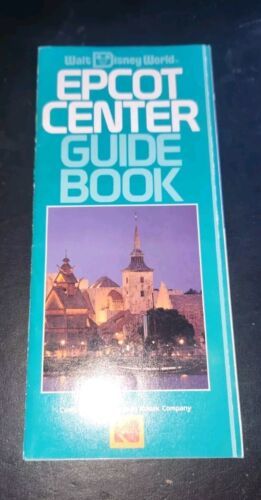 Walt Disney World
EPCOT
CENTER
GUIDE
BOOK
Kodak Company